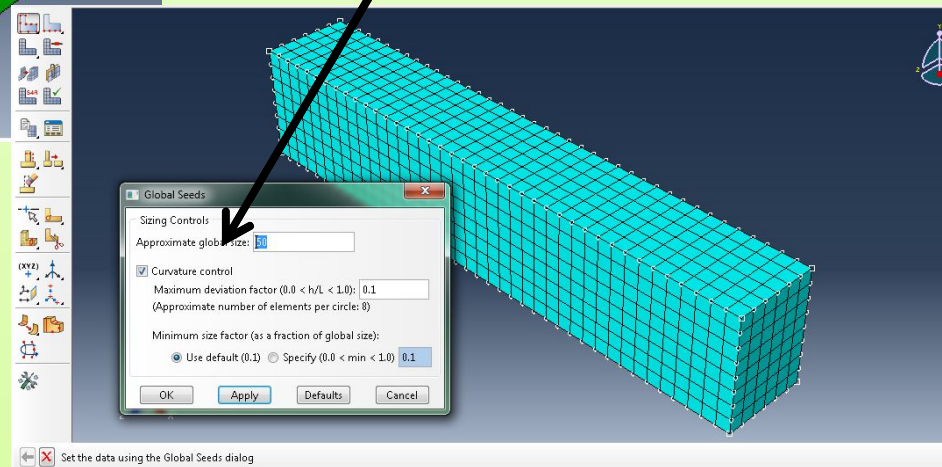 Global Seeds
Sizing Controls
Approximate global size: 50
Curvature control
Maximum deviation factor (0.0 < h/L < 1.0): 0.1
(Approximate number of elements per circle: 8)
Minimum size factor (as a fraction of global size):
Use default (0.1) Specify (0.0 < min < 1.0) 0.1
OK Apply Defaults Cancel
(XYZ)
Set the data using the Global Seeds dialog